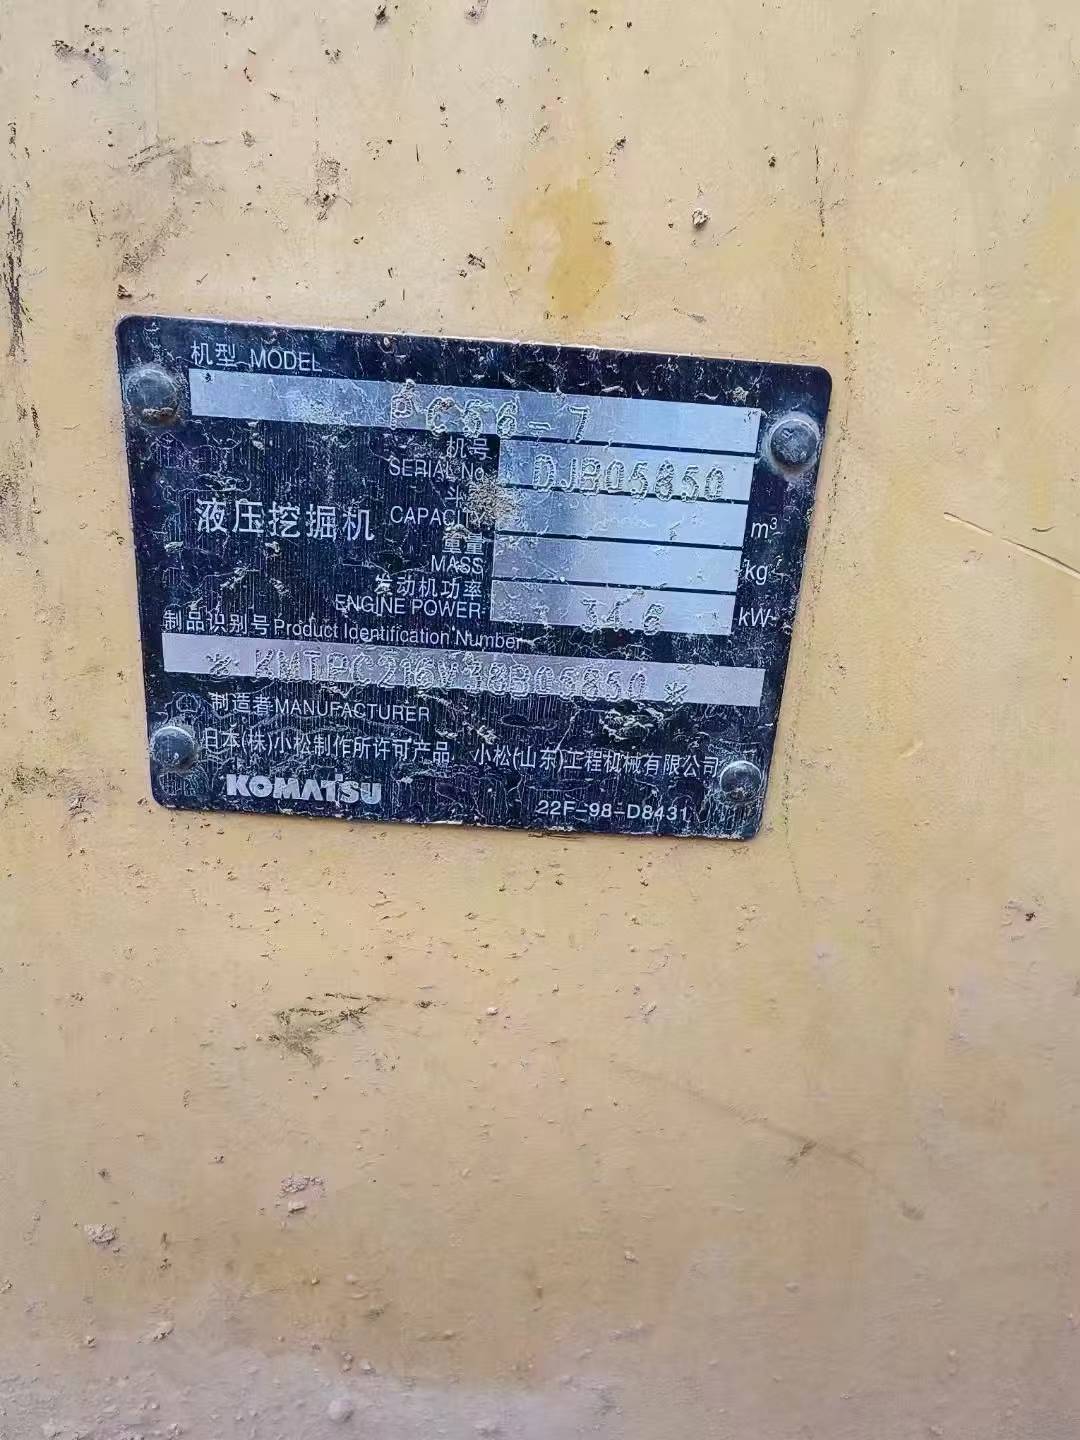 机型 MODEL
PC56-7
机号
SERIAL No.
DJB05850
斗
CAPACITY
m³
液压挖掘机
重量
MASS
kg
发动机功率
ENGINE POWER
34.6
kW
制品识别号 Product Identification Number
制造者 MANUFACTURER
日本(株)小松制作所许可产品 小松(山东)工程机械有限公司
KOMATSU
22F-98-D8431